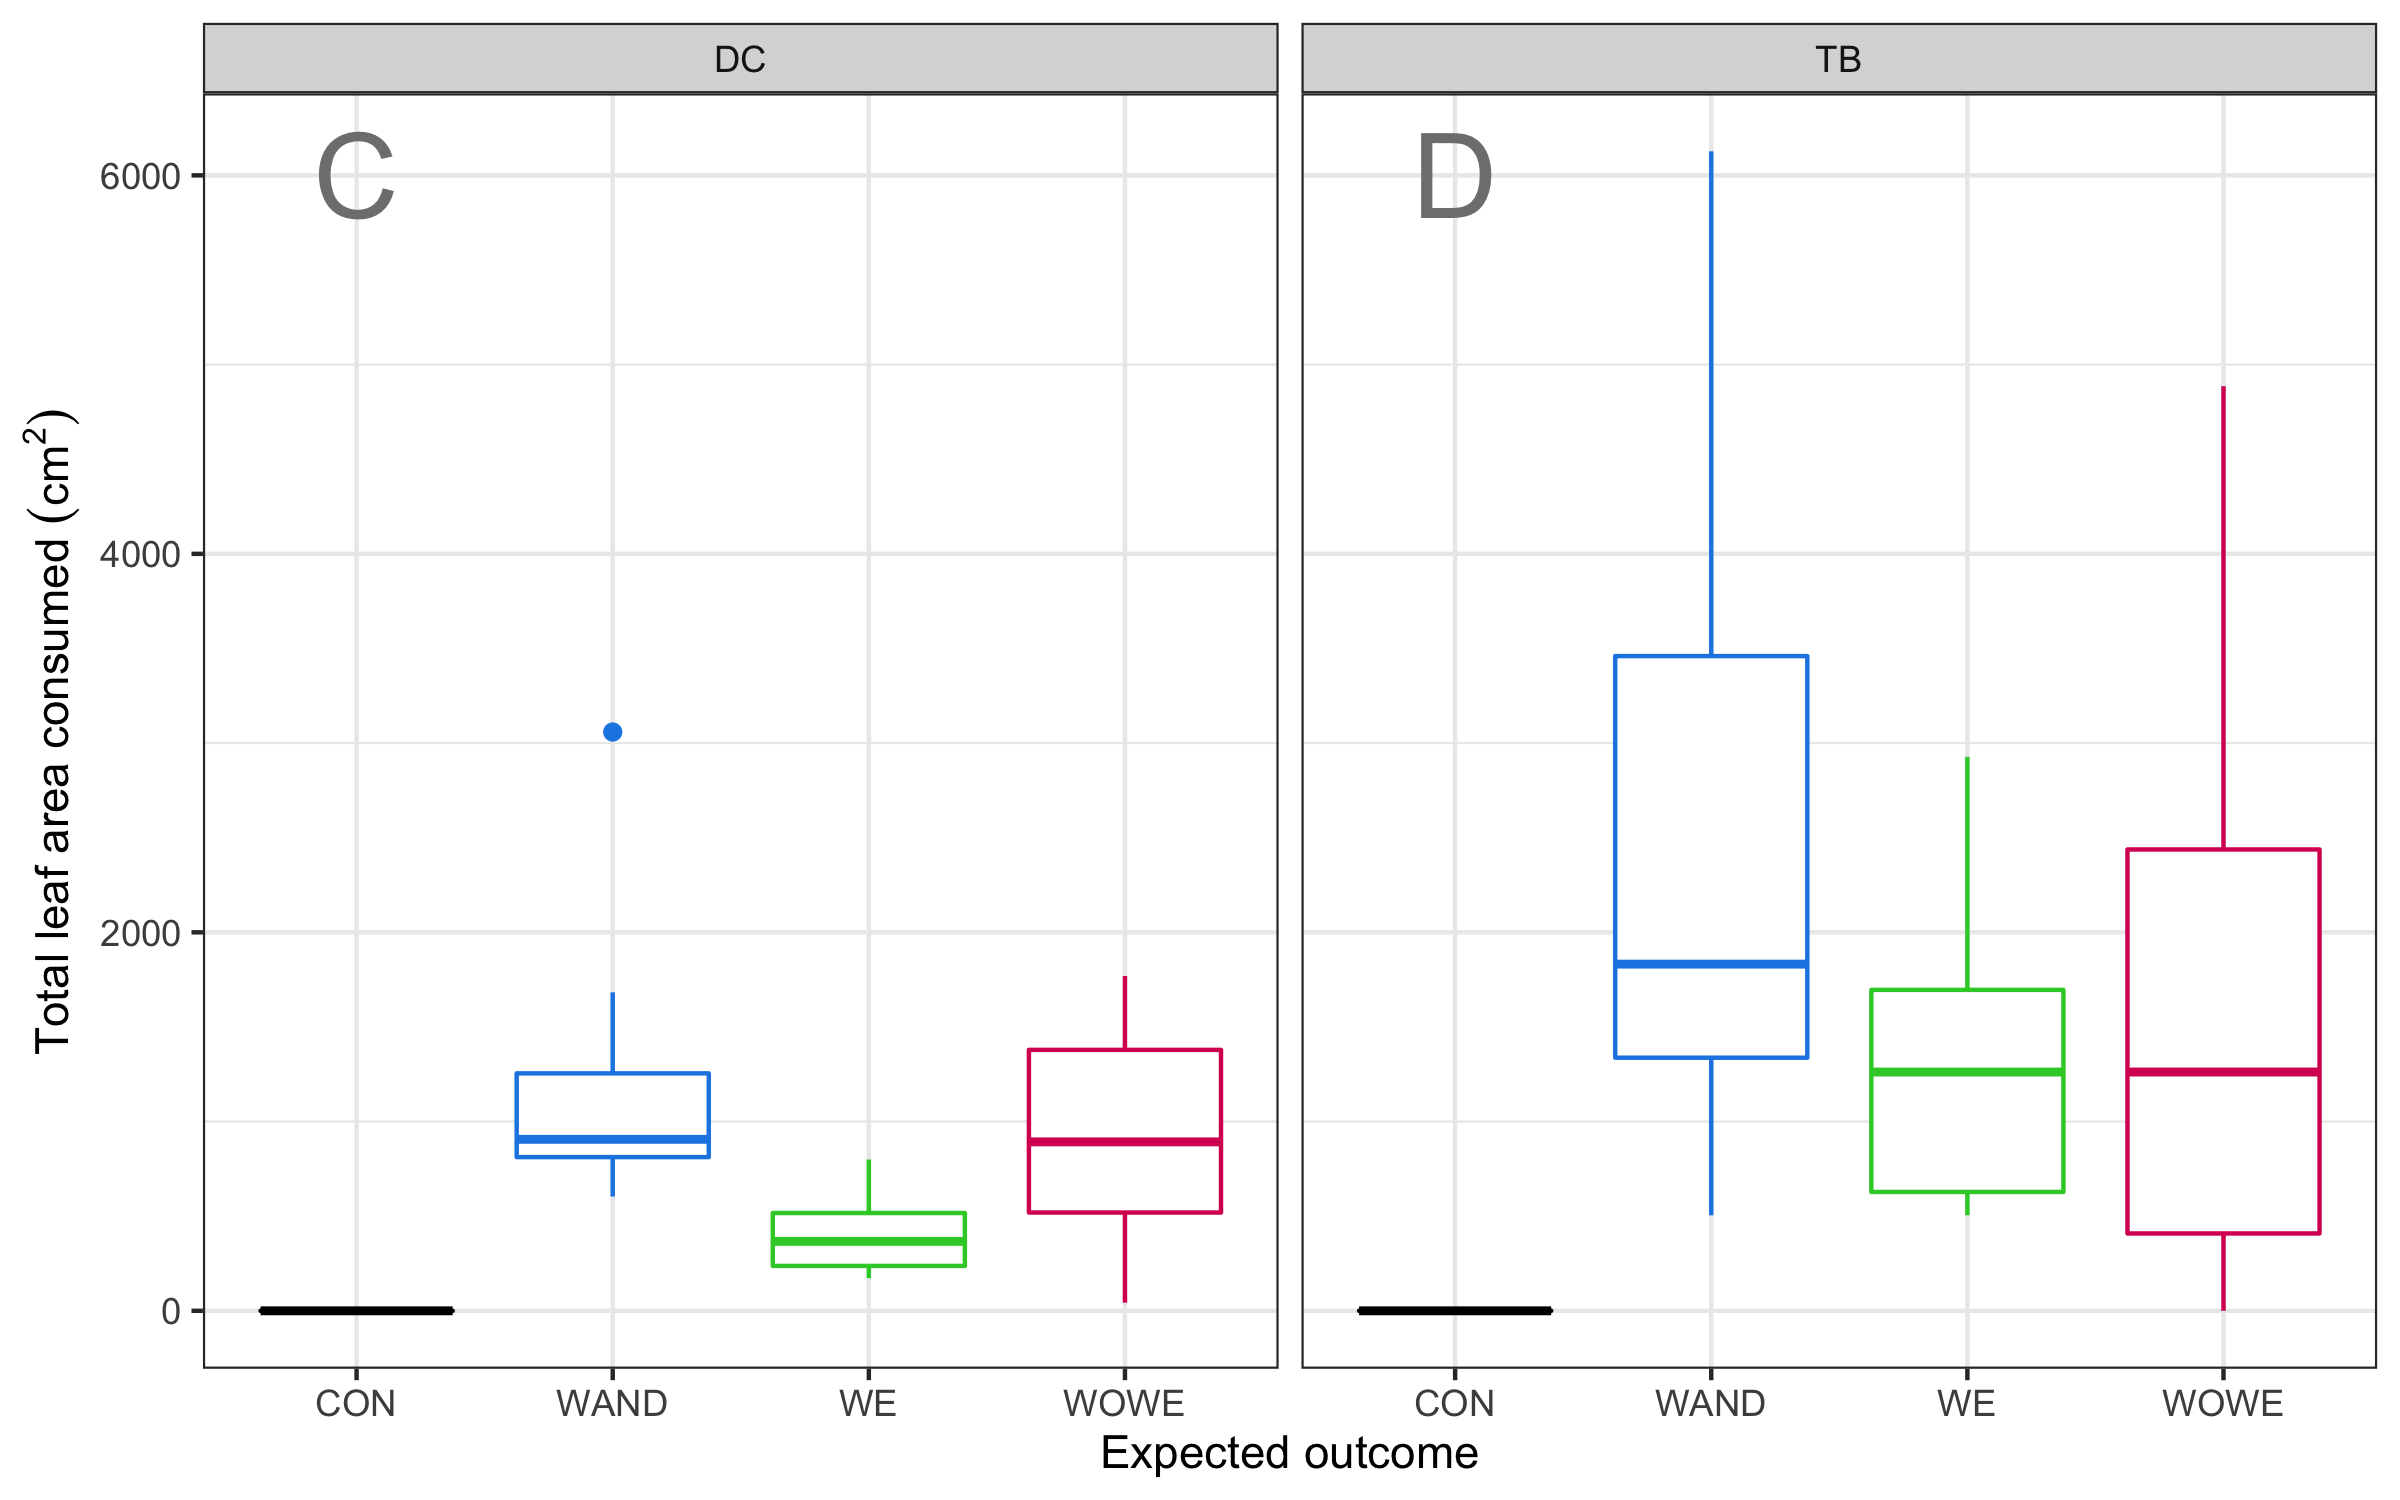 DC
TB
C
D
6000
4000
2000
0
Total leaf area consumed (cm²)
CON WAND WE WOWE
CON WAND WE WOWE
Expected outcome